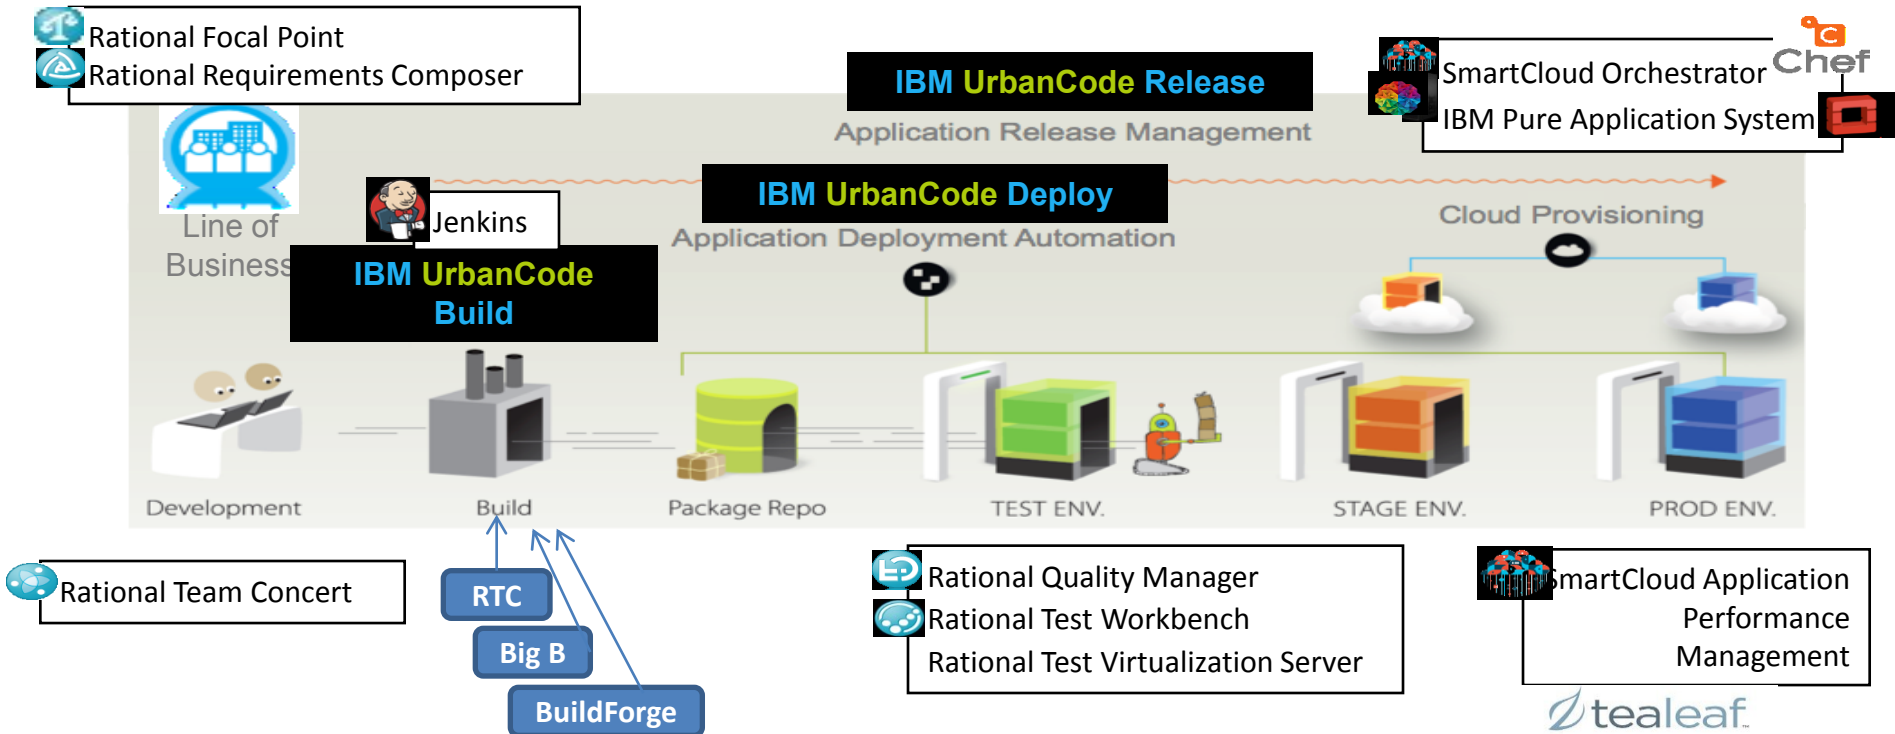 Rational Focal Point
Rational Requirements Composer
IBM UrbanCode Release
Application Release Management
Chef
SmartCloud Orchestrator
IBM Pure Application System
Line of
Business
Jenkins
IBM UrbanCode
Build
IBM UrbanCode Deploy
Application Deployment Automation
Cloud Provisioning
Development
Build
Package Repo
TEST ENV.
STAGE ENV.
PROD ENV.
Rational Team Concert
RTC
Big B
BuildForge
Rational Quality Manager
Rational Test Workbench
Rational Test Virtualization Server
SmartCloud Application
Performance
Management
tealeaf